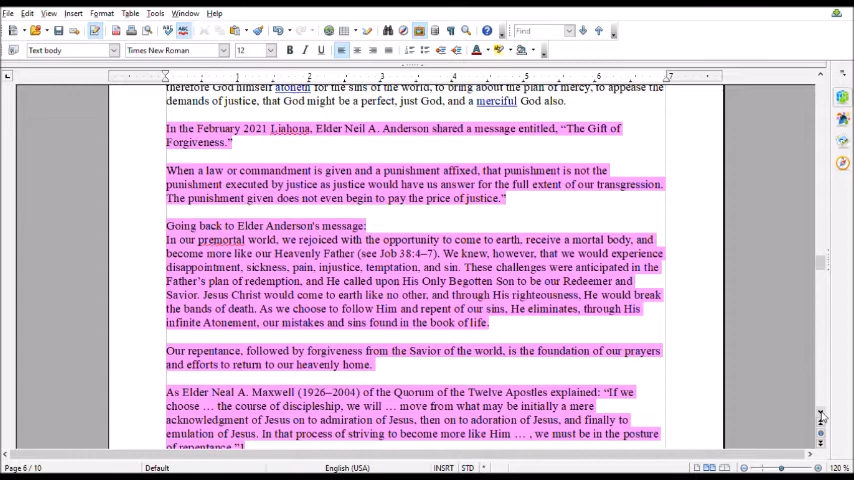 File Edit View Insert Format Table Tools Window Help
Find
Text body Times New Roman 12
1 2 3 4 5 6 7
therefore God himself atoneth for the sins of the world, to bring about the plan of mercy, to appease the
demands of justice, that God might be a perfect, just God, and a merciful God also.
In the February 2021 Liahona, Elder Neil A. Anderson shared a message entitled, “The Gift of
Forgiveness.”
When a law or commandment is given and a punishment affixed, that punishment is not the
punishment executed by justice as justice would have us answer for the full extent of our transgression.
The punishment given does not even begin to pay the price of justice.”
Going back to Elder Anderson's message:
In our premortal world, we rejoiced with the opportunity to come to earth, receive a mortal body, and
become more like our Heavenly Father (see Job 38:4–7). We knew, however, that we would experience
disappointment, sickness, pain, injustice, temptation, and sin. These challenges were anticipated in the
Father’s plan of redemption, and He called upon His Only Begotten Son to be our Redeemer and
Savior. Jesus Christ would come to earth like no other, and through His righteousness, He would break
the bands of death. As we choose to follow Him and repent of our sins, He eliminates, through His
infinite Atonement, our mistakes and sins found in the book of life.
Our repentance, followed by forgiveness from the Savior of the world, is the foundation of our prayers
and efforts to return to our heavenly home.
As Elder Neal A. Maxwell (1926–2004) of the Quorum of the Twelve Apostles explained: “If we
choose … the course of discipleship, we will … move from what may be initially a mere
acknowledgment of Jesus on to admiration of Jesus, then on to adoration of Jesus, and finally to
emulation of Jesus. In that process of striving to become more like Him … , we must be in the posture
of repentance.”1
Page 6 / 10 Default English (USA) INSRT STD * 120 %